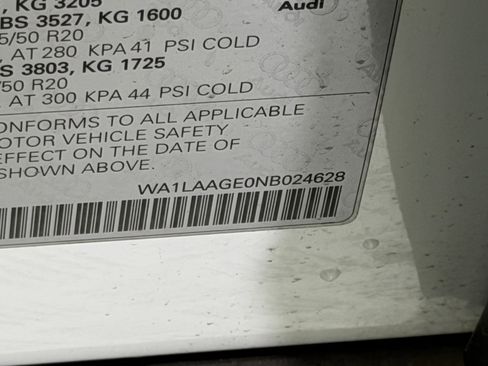 KG 3205
BS 3527, KG 1600
5/50 R20
AT 280 KPA 41 PSI COLD
S 3803, KG 1725
/50 R20
AT 300 KPA 44 PSI COLD
Audi
CONFORMS TO ALL APPLICABLE
MOTOR VEHICLE SAFETY
EFFECT ON THE DATE OF
SHOWN ABOVE.
WA1LAAGE0NB024628